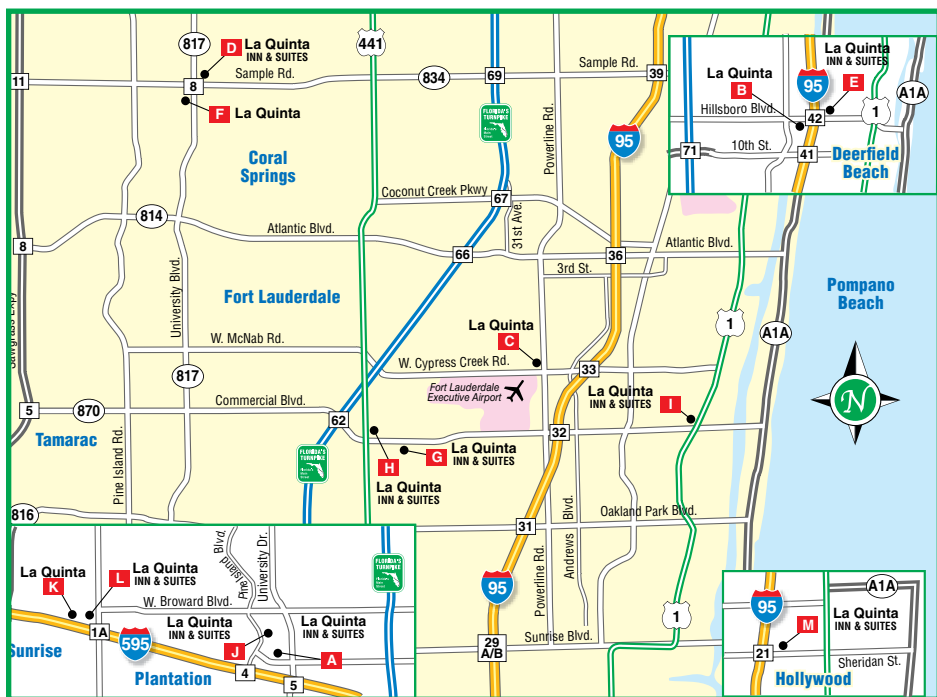 817
D
La Quinta
INN & SUITES
441
11
Sample Rd.
8
834
69
Sample Rd.
39
F
La Quinta
FLORIDA'S
TURNPIKE
Powerline Rd.
95
Coral
Springs
La Quinta
B
La Quinta
INN & SUITES
95
E
A1A
Hillsboro Blvd.
42
1
10th St.
71
41
Deerfield
Beach
Coconut Creek Pkwy
67
31st Ave.
814
Atlantic Blvd.
8
66
36
Atlantic Blvd.
3rd St.
University Blvd.
Fort Lauderdale
Pompano
Beach
La Quinta
C
1
A1A
W. McNab Rd.
W. Cypress Creek Rd.
33
817
Fort Lauderdale
Executive Airport
La Quinta
INN & SUITES
I
N
5
870
Commercial Blvd.
62
32
Tamarac
Pine Island Rd.
FLORIDA'S
TURNPIKE
H
La Quinta
INN & SUITES
G
La Quinta
INN & SUITES
816
31
Oakland Park Blvd.
Powerline Rd.
Andrews Blvd.
95
1
29
A/B
Sunrise Blvd.
La Quinta
K
L
La Quinta
INN & SUITES
Pine Island
Blvd.
University Dr.
FLORIDA'S
TURNPIKE
W. Broward Blvd.
1A
595
La Quinta
INN & SUITES
J
La Quinta
INN & SUITES
A
Sunrise
Plantation
4
5
95
A1A
La Quinta
INN & SUITES
M
21
Sheridan St.
Hollywood